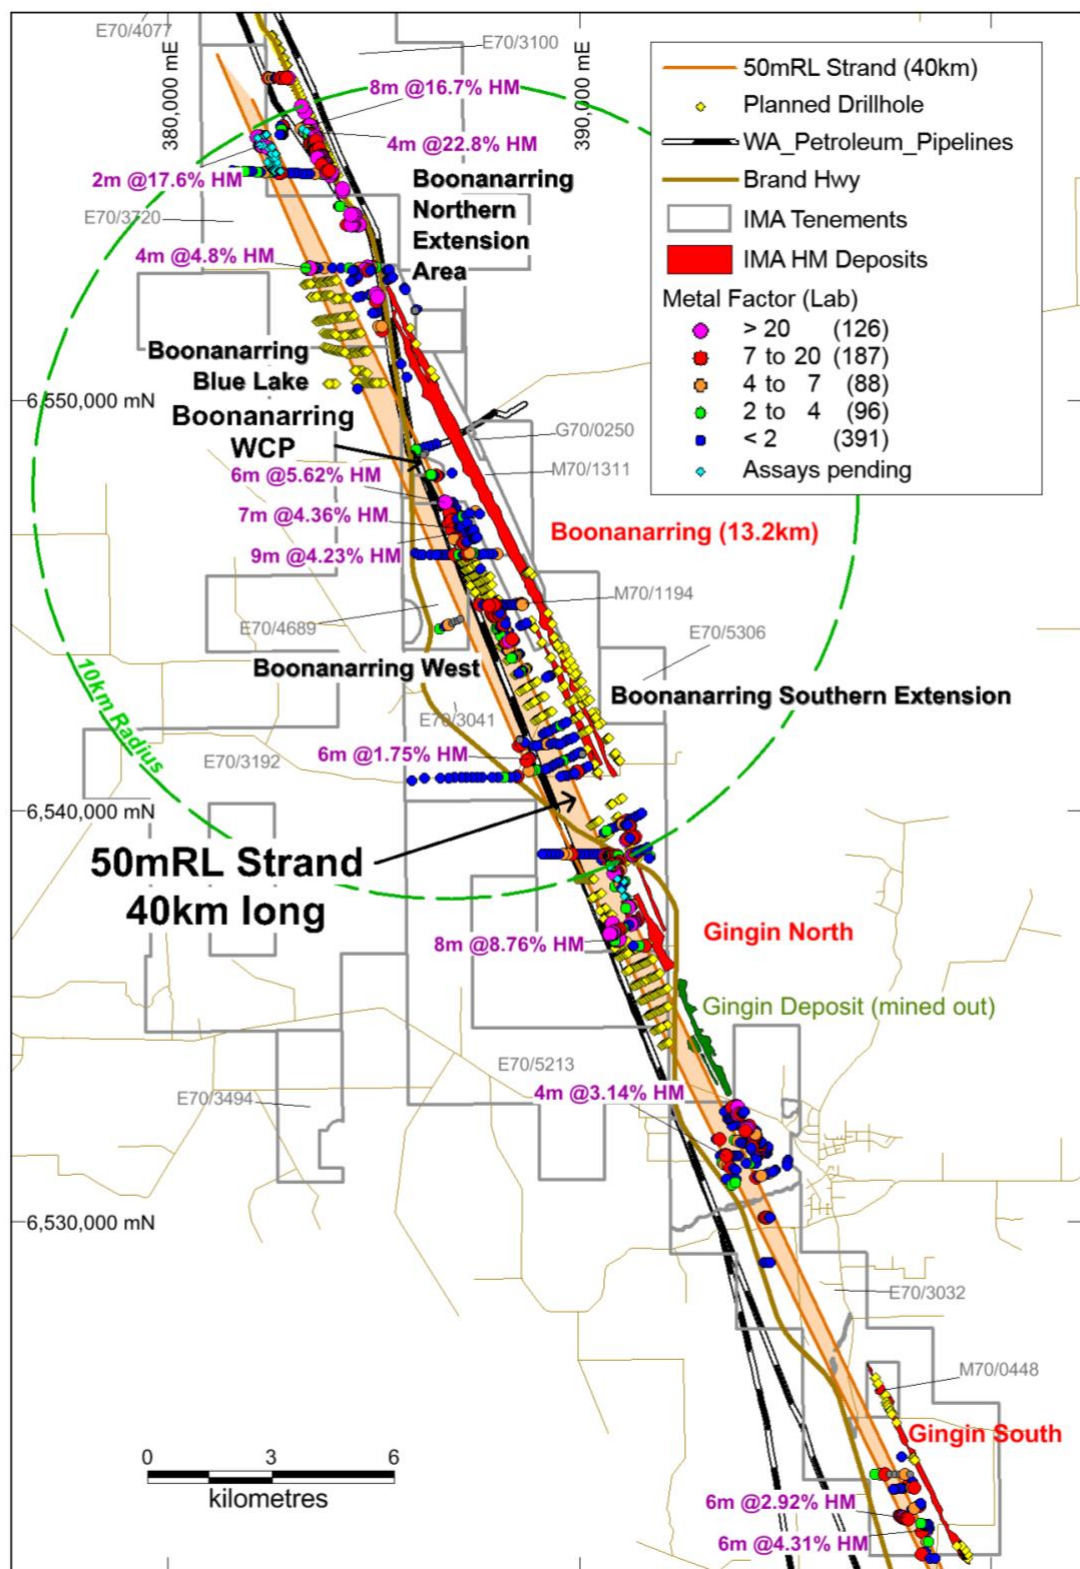 E70/4077
380,000 mE
E70/3100
390,000 mE
8m @16.7% HM
4m @22.8% HM
2m @17.6% HM
Boonanarring
Northern
Extension
Area
E70/3720
4m @4.8% HM
50mRL Strand (40km)
Planned Drillhole
WA_Petroleum_Pipelines
Brand Hwy
IMA Tenements
IMA HM Deposits
Metal Factor (Lab)
> 20 (126)
7 to 20 (187)
4 to 7 (88)
2 to 4 (96)
< 2 (391)
Assays pending
Boonanarring
Blue Lake
6,550,000 mN
Boonanarring
WCP
G70/0250
M70/1311
6m @5.62% HM
7m @4.36% HM
9m @4.23% HM
Boonanarring (13.2km)
M70/1194
E70/4689
E70/5306
Boonanarring West
Boonanarring Southern Extension
10km Radius
E70/3041
E70/3192
6m @1.75% HM
6,540,000 mN
50mRL Strand
40km long
8m @8.76% HM
Gingin North
Gingin Deposit (mined out)
E70/5213
4m @3.14% HM
E70/3494
6,530,000 mN
E70/3032
M70/0448
Gingin South
0 3 6
kilometres
6m @2.92% HM
6m @4.31% HM